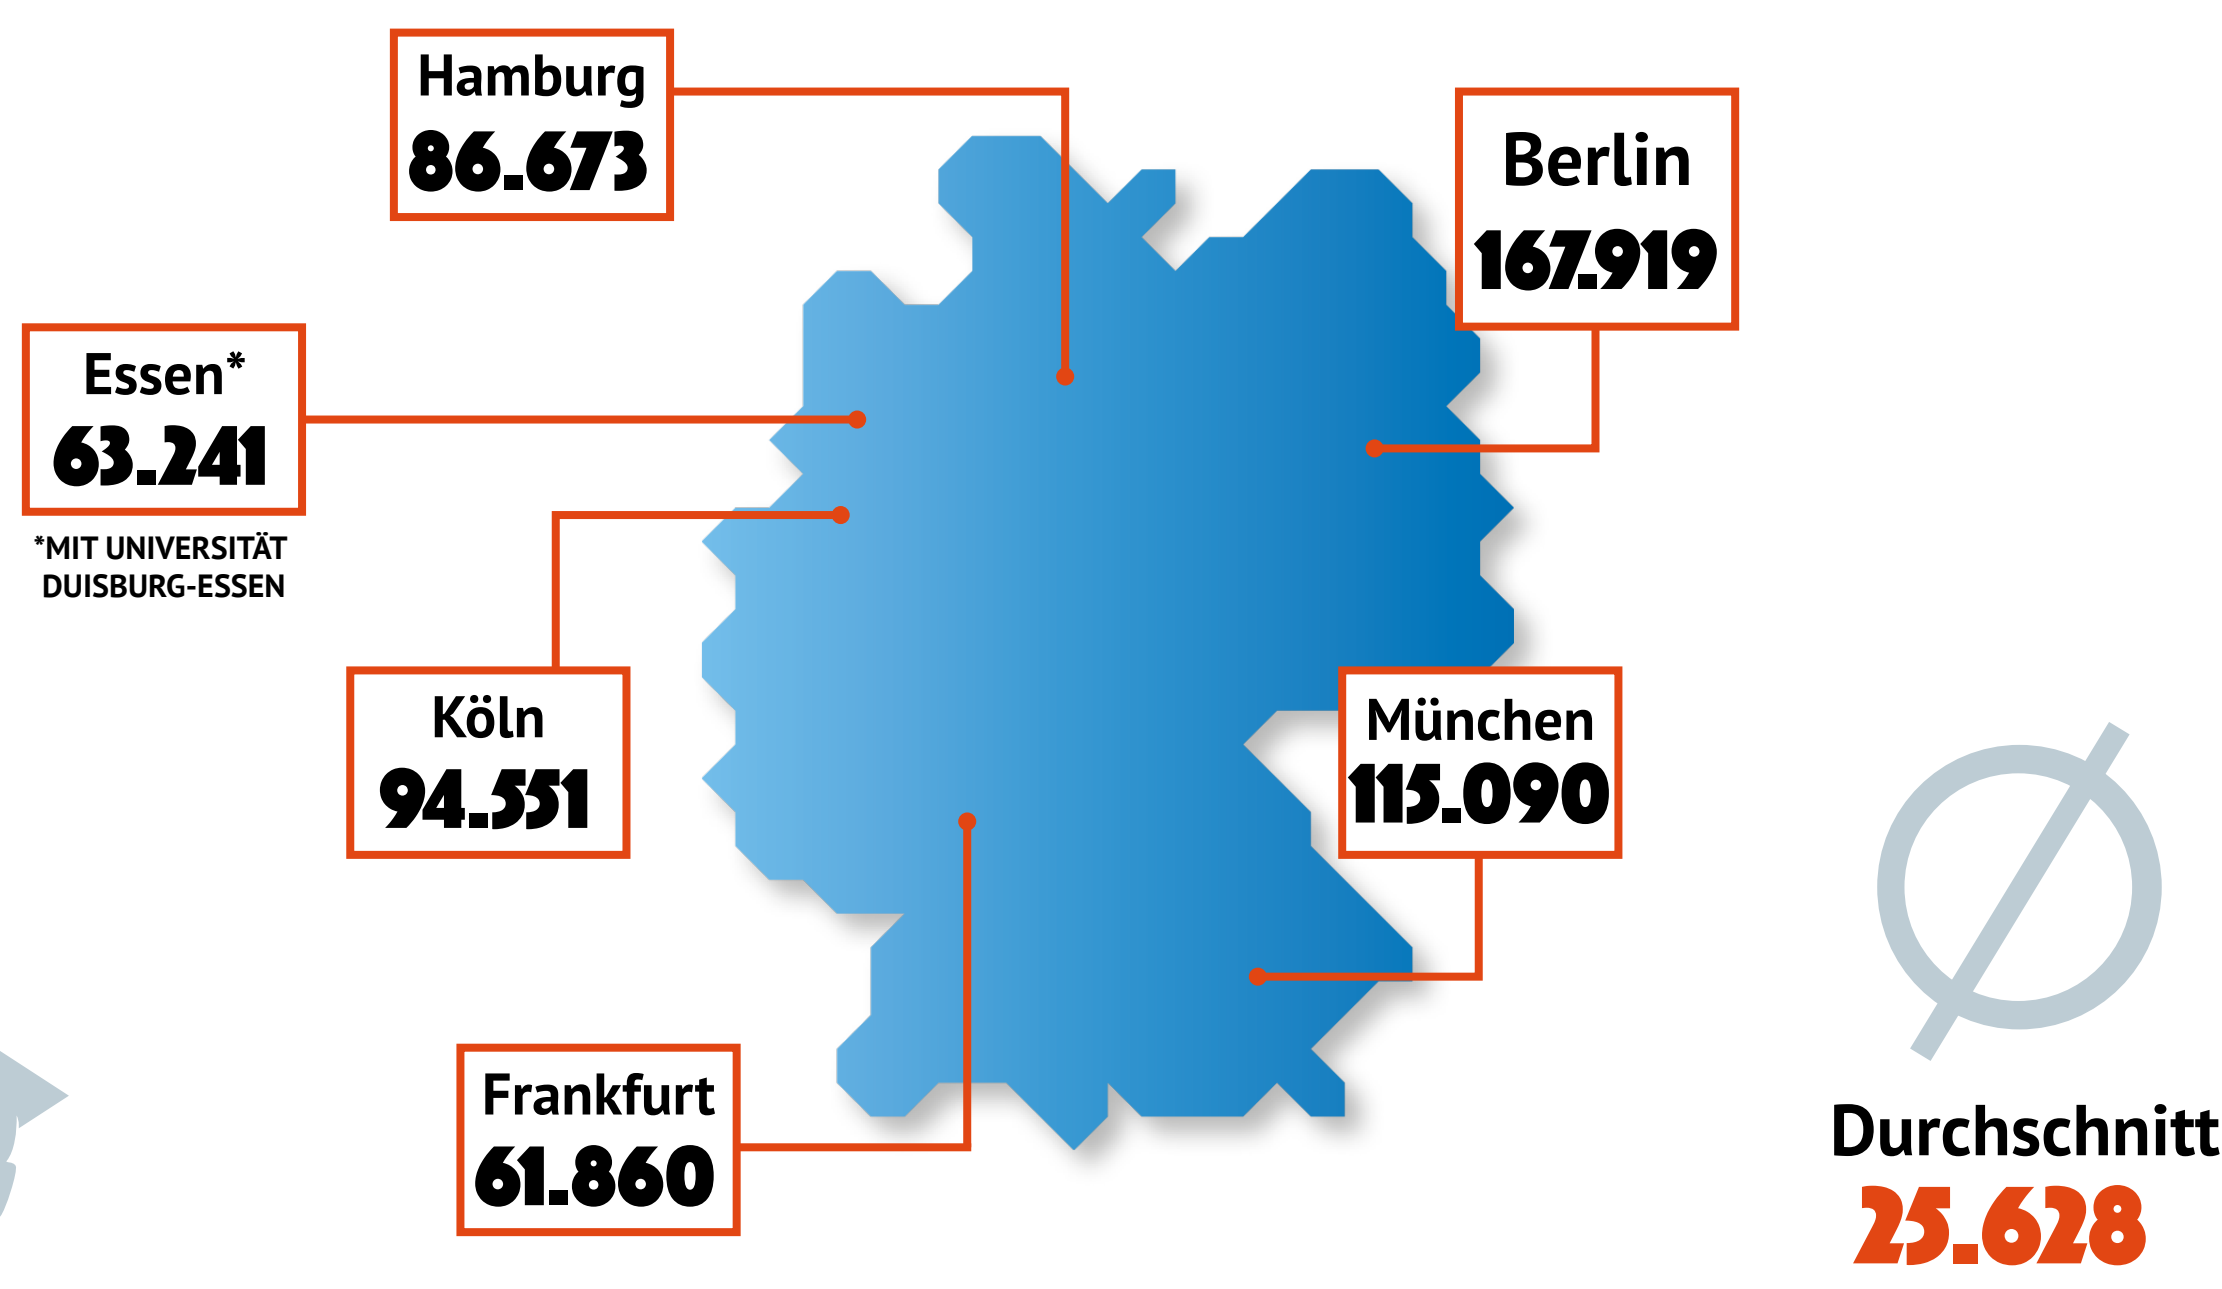 Hamburg
86.673
Berlin
167.919
Essen*
63.241
*MIT UNIVERSITÄT
DUISBURG-ESSEN
Köln
94.551
München
115.090
Frankfurt
61.860
Durchschnitt
25.628